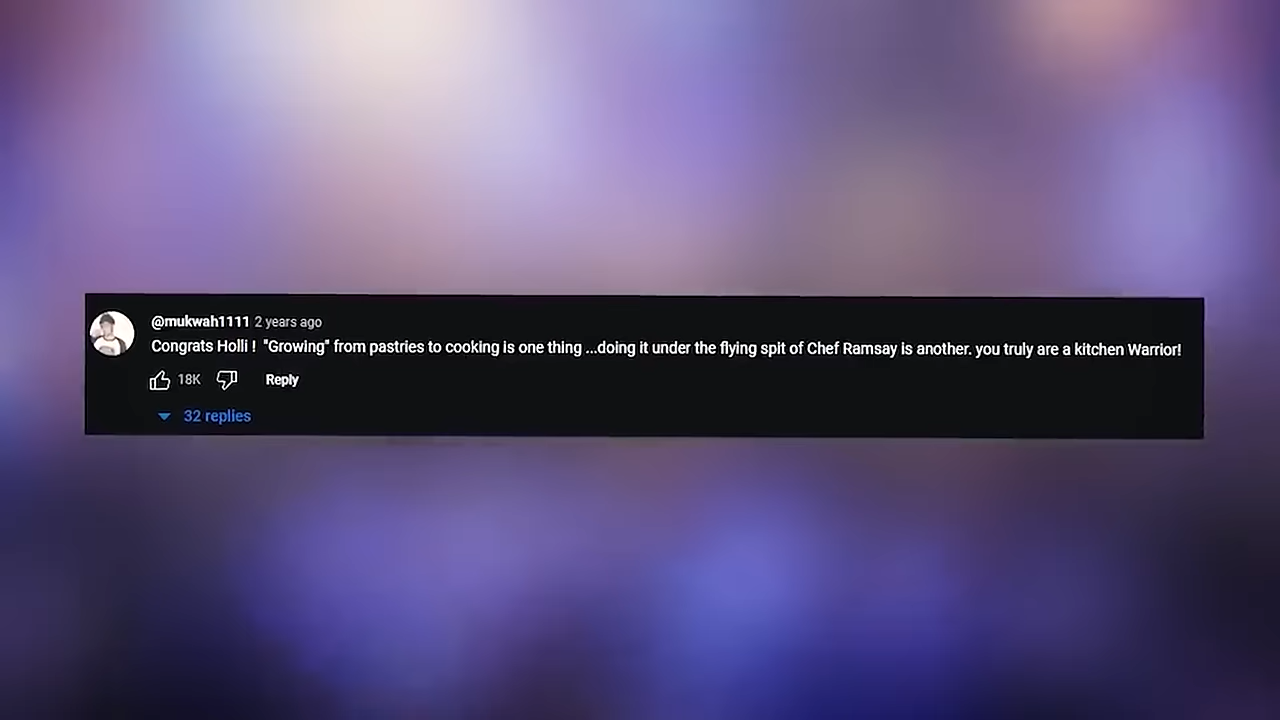 @mukwah1111 2 years ago
Congrats Holli ! "Growing" from pastries to cooking is one thing ...doing it under the flying spit of Chef Ramsay is another. you truly are a kitchen Warrior!
18K Reply
32 replies